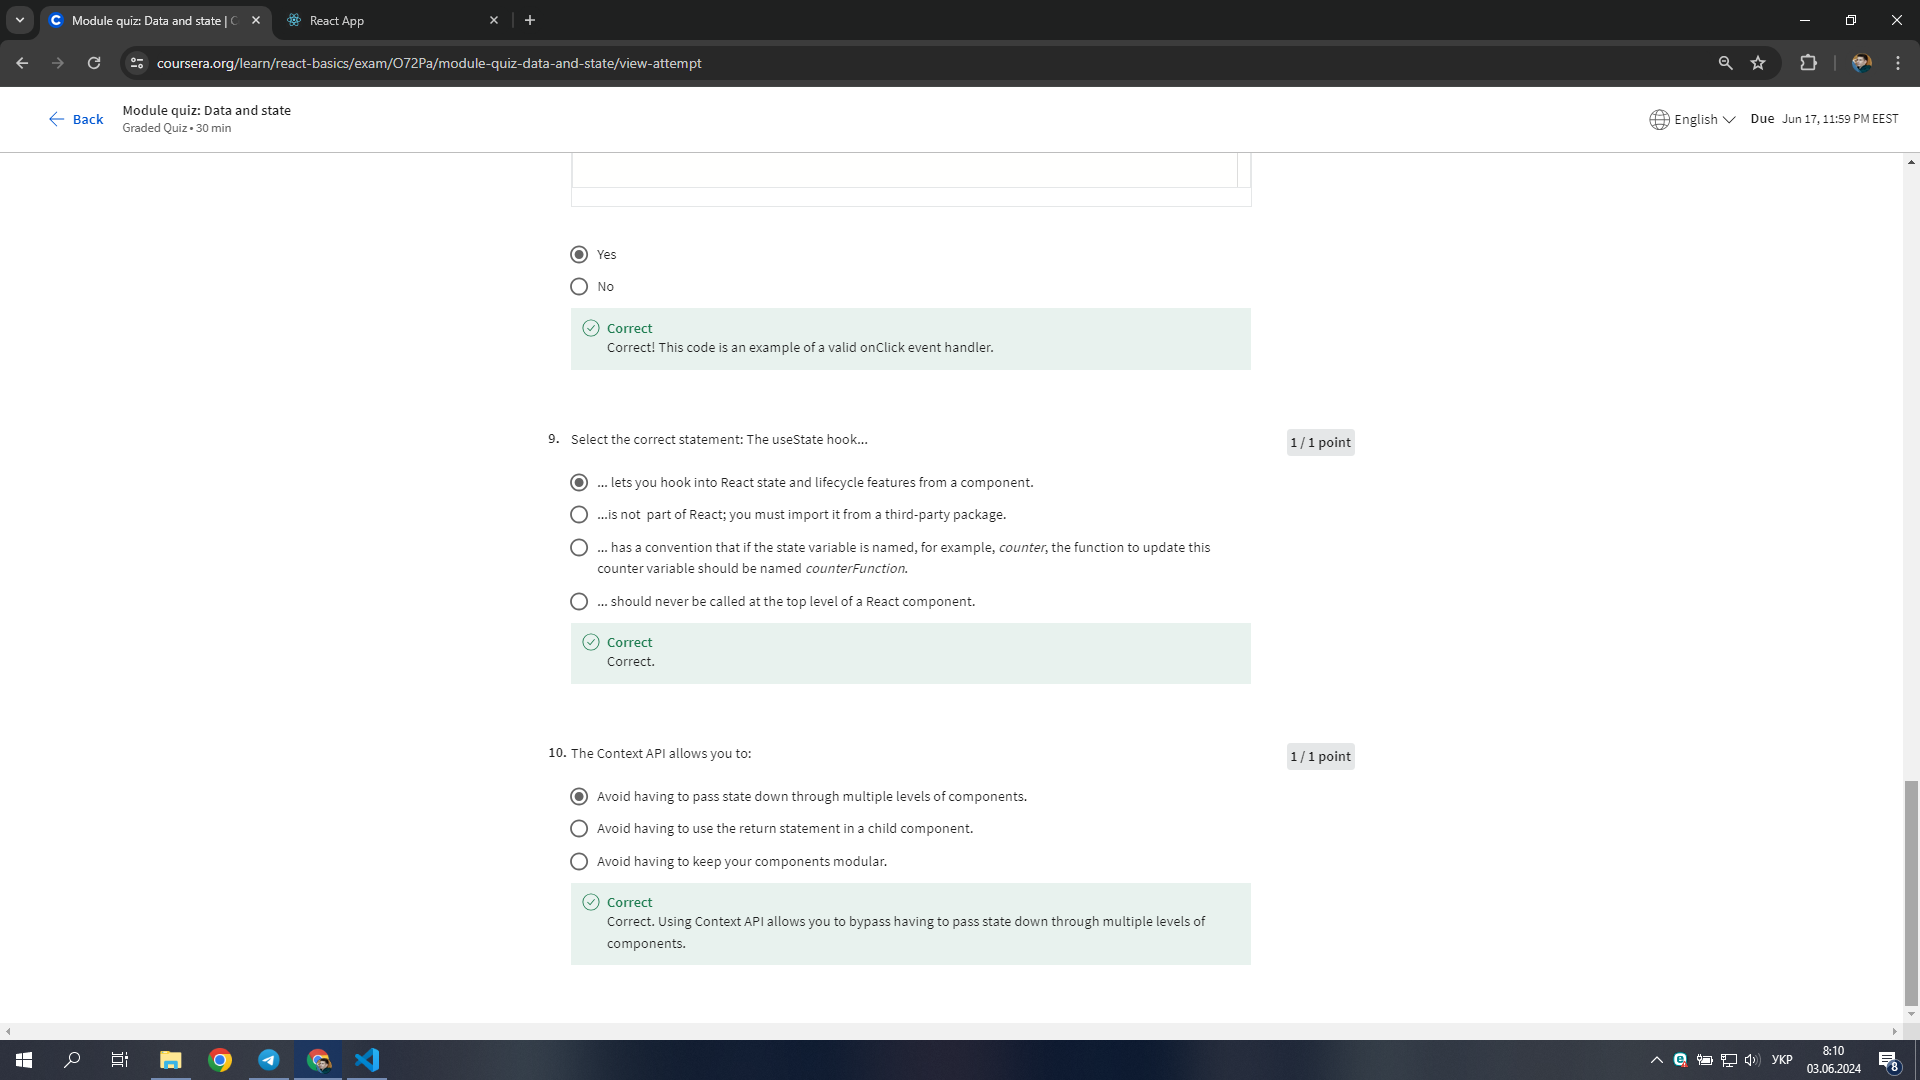 Module quiz: Data and state | C
React App
coursera.org/learn/react-basics/exam/O72Pa/module-quiz-data-and-state/view-attempt
Back
Module quiz: Data and state
Graded Quiz • 30 min
English
Due Jun 17, 11:59 PM EEST
Yes
No
Correct
Correct! This code is an example of a valid onClick event handler.
9. Select the correct statement: The useState hook...
1 / 1 point
... lets you hook into React state and lifecycle features from a component.
...is not part of React; you must import it from a third-party package.
... has a convention that if the state variable is named, for example, counter, the function to update this
counter variable should be named counterFunction.
... should never be called at the top level of a React component.
Correct
Correct.
10. The Context API allows you to:
1 / 1 point
Avoid having to pass state down through multiple levels of components.
Avoid having to use the return statement in a child component.
Avoid having to keep your components modular.
Correct
Correct. Using Context API allows you to bypass having to pass state down through multiple levels of
components.
УКР
8:10
03.06.2024
8